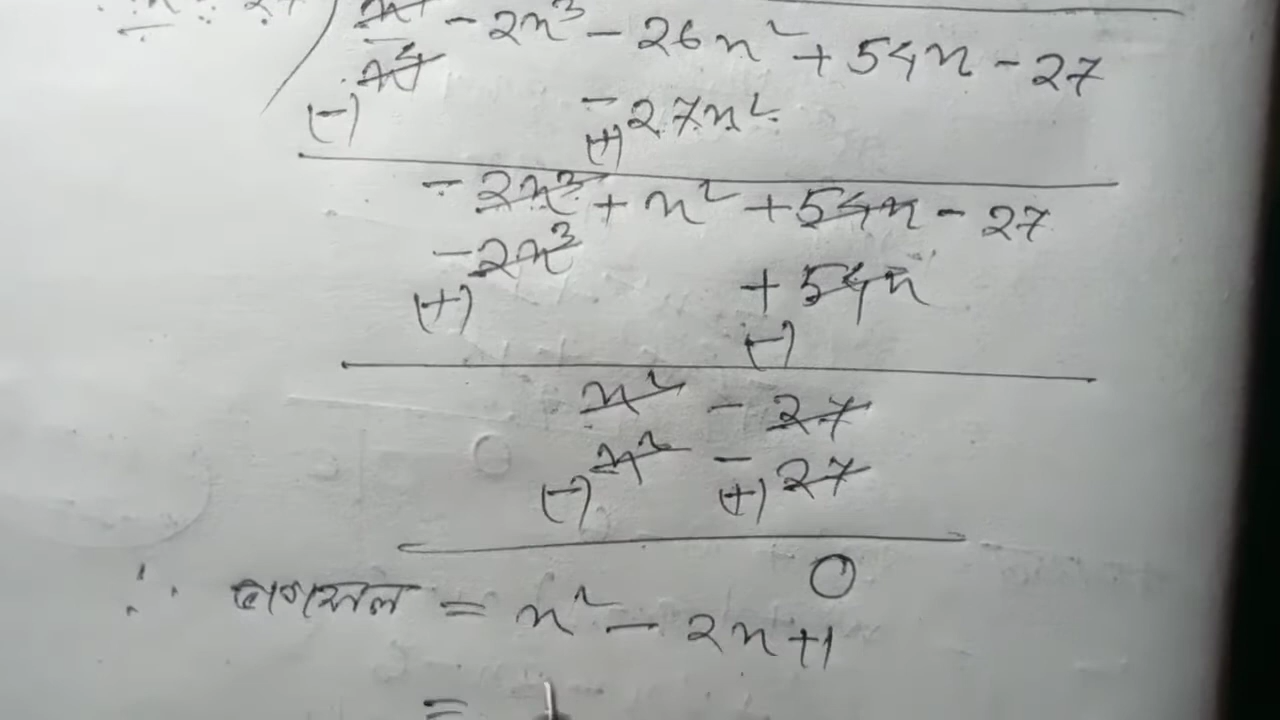 27) x⁴ - 2x³ - 26x² + 54x - 27
x⁴ - 27x²
(-) (+)
- 2x³ + x² + 54x - 27
- 2x³ + 54x
(+) (-)
x² - 27
x² - 27
(-) (+)
0
∴ ভাগফল = x² - 2x + 1
=